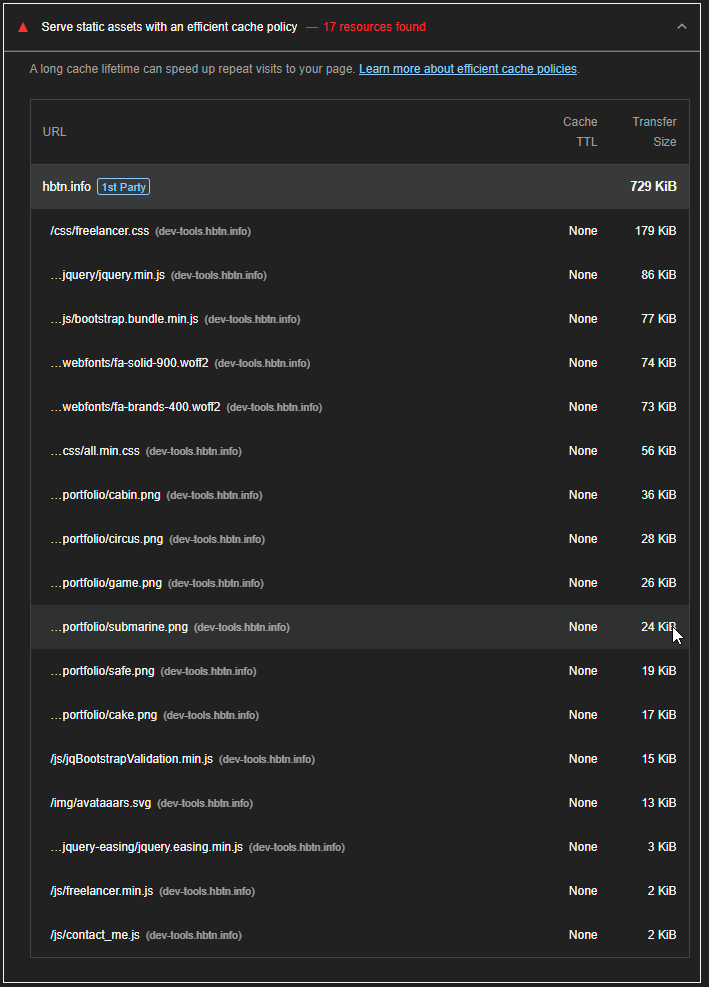 Serve static assets with an efficient cache policy — 17 resources found
A long cache lifetime can speed up repeat visits to your page. Learn more about efficient cache policies.
URL Cache TTL Transfer Size
hbtn.info 1st Party 729 KiB
/css/freelancer.css (dev-tools.hbtn.info) None 179 KiB
…jquery/jquery.min.js (dev-tools.hbtn.info) None 86 KiB
…js/bootstrap.bundle.min.js (dev-tools.hbtn.info) None 77 KiB
…webfonts/fa-solid-900.woff2 (dev-tools.hbtn.info) None 74 KiB
…webfonts/fa-brands-400.woff2 (dev-tools.hbtn.info) None 73 KiB
…css/all.min.css (dev-tools.hbtn.info) None 56 KiB
…portfolio/cabin.png (dev-tools.hbtn.info) None 36 KiB
…portfolio/circus.png (dev-tools.hbtn.info) None 28 KiB
…portfolio/game.png (dev-tools.hbtn.info) None 26 KiB
…portfolio/submarine.png (dev-tools.hbtn.info) None 24 KiB
…portfolio/safe.png (dev-tools.hbtn.info) None 19 KiB
…portfolio/cake.png (dev-tools.hbtn.info) None 17 KiB
/js/jqBootstrapValidation.min.js (dev-tools.hbtn.info) None 15 KiB
/img/avataaars.svg (dev-tools.hbtn.info) None 13 KiB
…jquery-easing/jquery.easing.min.js (dev-tools.hbtn.info) None 3 KiB
/js/freelancer.min.js (dev-tools.hbtn.info) None 2 KiB
/js/contact_me.js (dev-tools.hbtn.info) None 2 KiB